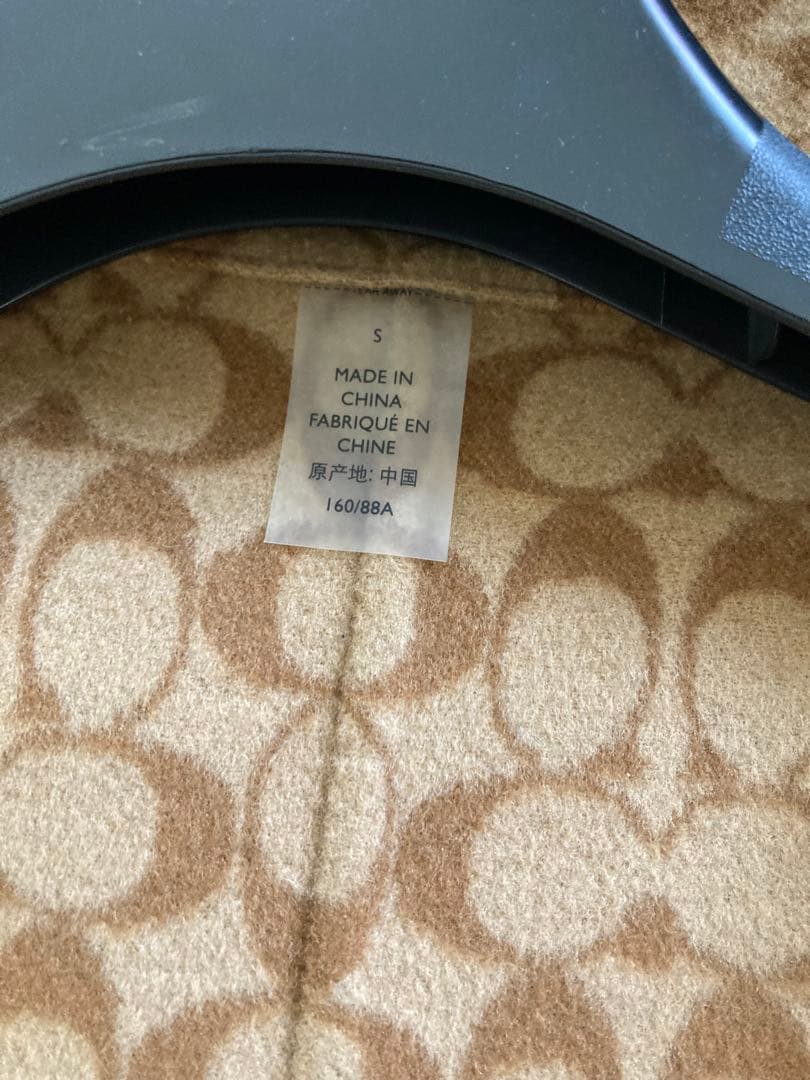 S
MADE IN
CHINA
FABRIQUÉ EN
CHINE
原产地: 中国
160/88A